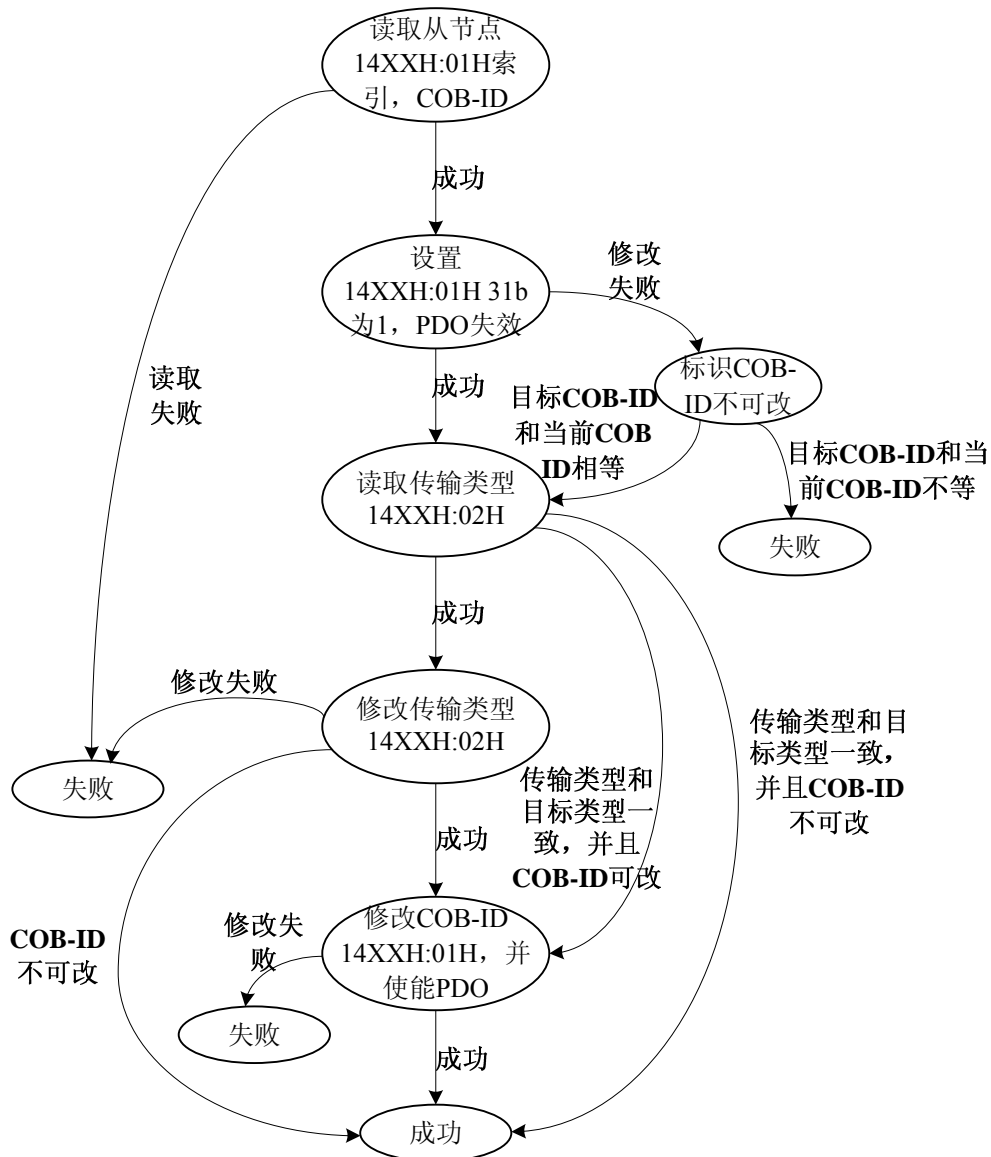 读取从节点
14XXH:01H索
引，COB-ID
成功
设置
14XXH:01H 31b
为1，PDO失效
修改
失败
标识COB-
ID不可改
读取
失败
成功
目标COB-ID
和当前COB
ID相等
目标COB-ID和当
前COB-ID不等
读取传输类型
14XXH:02H
失败
成功
修改失败
修改传输类型
14XXH:02H
传输类型和目
标类型一致，
并且COB-ID
不可改
失败
传输类型和
目标类型一
致，并且
COB-ID可改
成功
COB-ID
不可改
修改失
败
修改COB-ID
14XXH:01H，并
使能PDO
失败
成功
成功